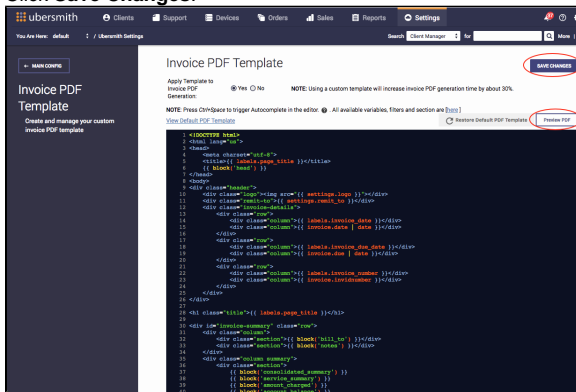 Click Save Changes.
ubersmith Clients Support Devices Orders Sales Reports Settings
You Are Here: default / Ubersmith Settings Search Client Manager for More
← MAIN CONFIG
Invoice PDF Template
SAVE CHANGES
Invoice PDF
Template
Create and manage your custom
invoice PDF template
Apply Template to
Invoice PDF
Generation:
Yes No
NOTE: Using a custom template will increase invoice PDF generation time by about 30%.
NOTE: Press Ctrl+Space to trigger Autocomplete in the editor. All available variables, filters and section are [here]
View Default PDF Template Restore Default PDF Template Preview PDF
1 <!DOCTYPE html>
2 <html lang="us">
3 <head>
4 <meta charset="utf-8">
5 <title>{{ labels.page_title }}</title>
6 {{ block('head') }}
7 </head>
8 <body>
9 <div class="header">
10 <div class="logo"><img src="{{ settings.logo }}"></div>
11 <div class="remit-to">{{ settings.remit_to }}</div>
12 <div class="invoice-details">
13 <div class="row">
14 <div class="column">{{ labels.invoice_date }}</div>
15 <div class="column">{{ invoice.date | date }}</div>
16 </div>
17 <div class="row">
18 <div class="column">{{ labels.invoice_due_date }}</div>
19 <div class="column">{{ invoice.due | date }}</div>
20 </div>
21 <div class="row">
22 <div class="column">{{ labels.invoice_number }}</div>
23 <div class="column">{{ invoice.invidnumber }}</div>
24 </div>
25 </div>
26 </div>
27
28 <h1 class="title">{{ labels.page_title }}</h1>
29
30 <div id="invoice-summary" class="row">
31 <div class="column">
32 <div class="section">{{ block('bill_to') }}</div>
33 <div class="section">{{ block('notes') }}</div>
34 </div>
35 <div class="column summary">
36 <div class="section">
37 {{ block('consolidated_summary') }}
38 {{ block('service_summary') }}
39 {{ block('amount_charged') }}
40 {{ block('amount_balance') }}